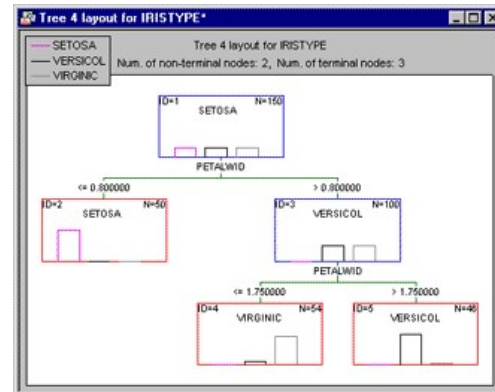 Tree 4 layout for IRISTYPE*
SETOSA
VERSICOL
VIRGINIC
Tree 4 layout for IRISTYPE
Num. of non-terminal nodes: 2, Num. of terminal nodes: 3
ID=1 N=150
SETOSA
PETALWID
<= 0.800000 > 0.800000
ID=2 N=50 ID=3 N=100
SETOSA VERSICOL
PETALWID
<= 1.750000 > 1.750000
ID=4 N=54 ID=5 N=46
VIRGINIC VERSICOL